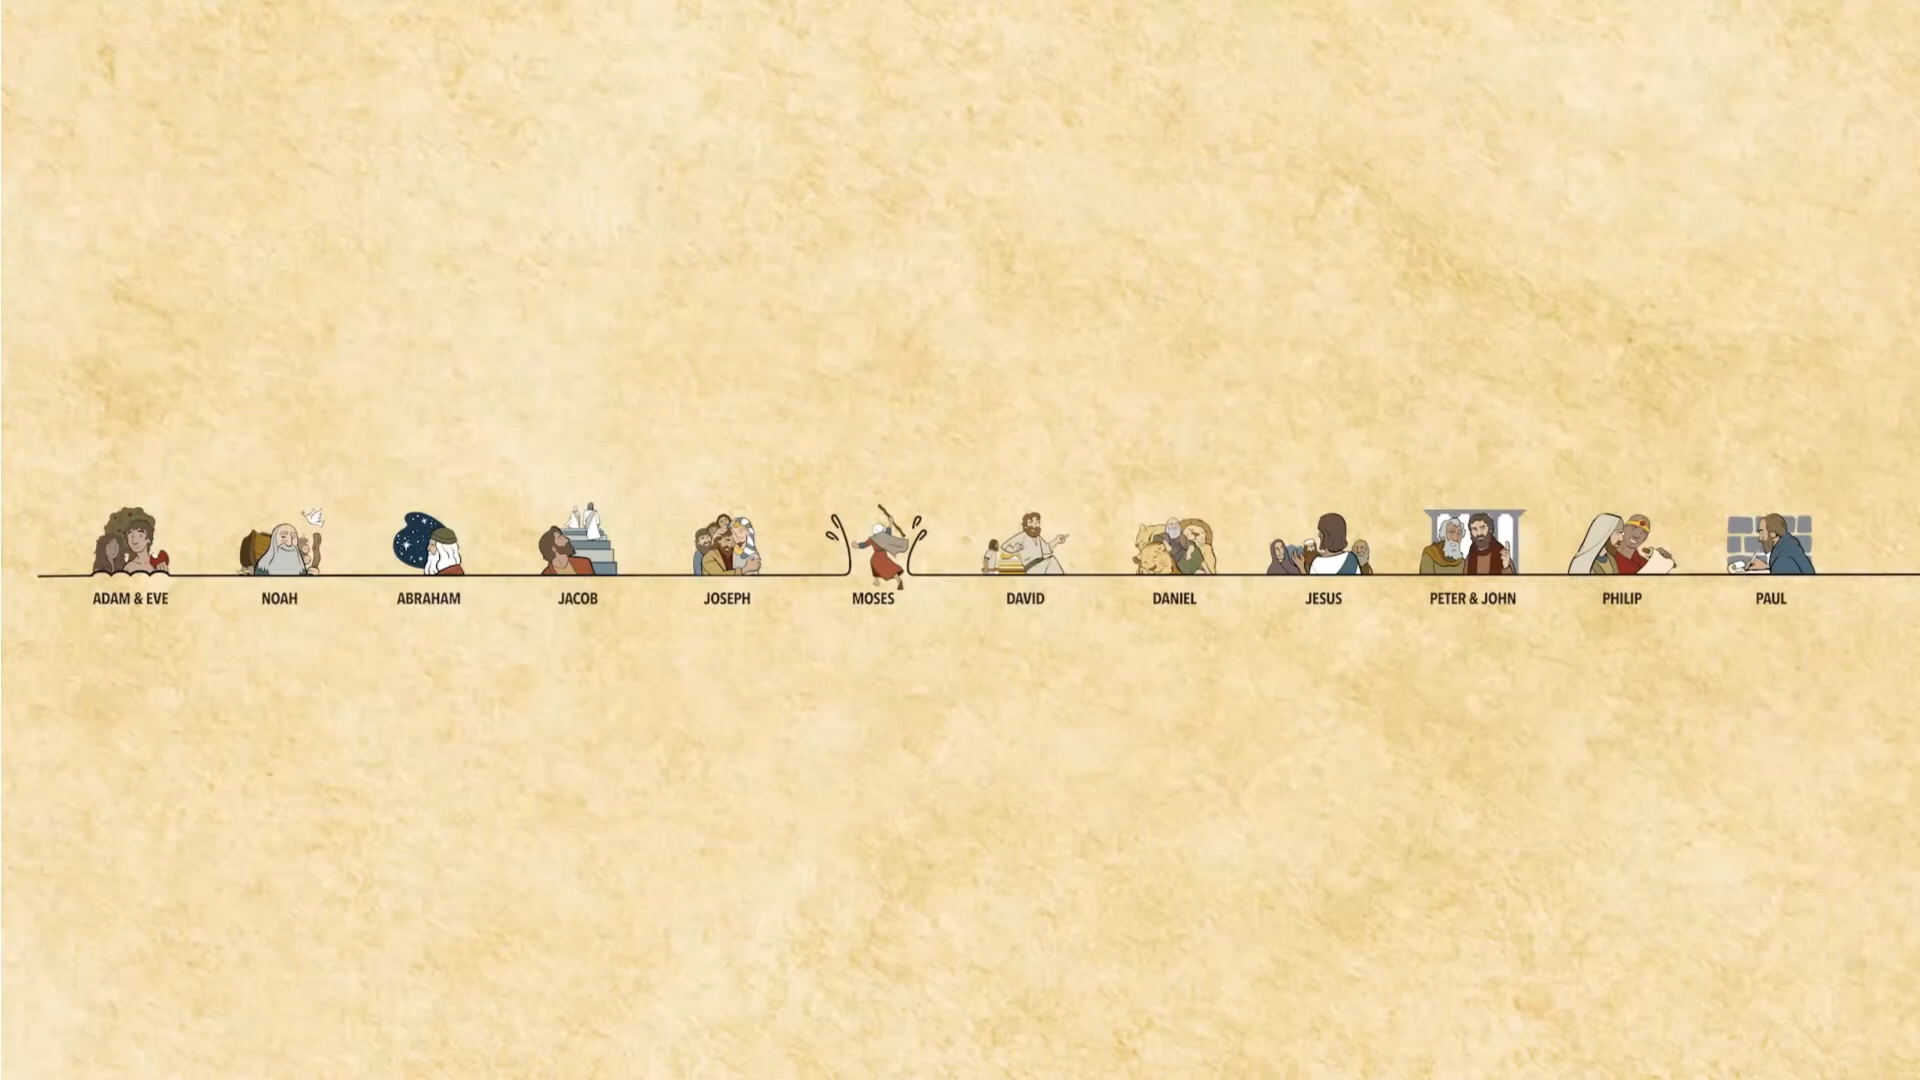 ADAM & EVE
NOAH
ABRAHAM
JACOB
JOSEPH
MOSES
DAVID
DANIEL
JESUS
PETER & JOHN
PHILIP
PAUL